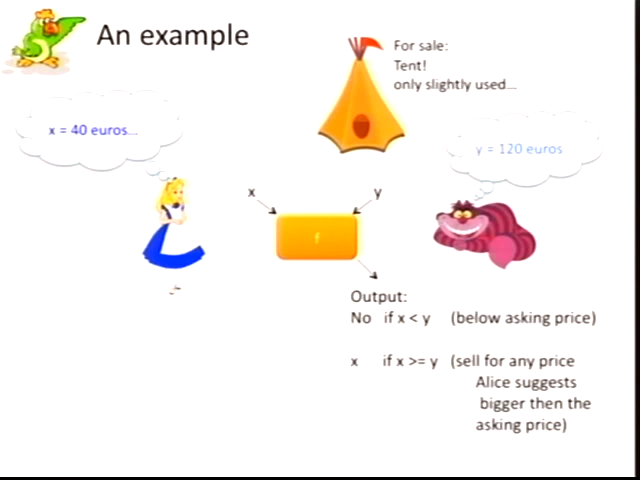 An example
For sale:
Tent!
only slightly used...
x = 40 euros...
y = 120 euros
x
y
f
Output:
No if x < y (below asking price)
x if x >= y (sell for any price
Alice suggests
bigger then the
asking price)